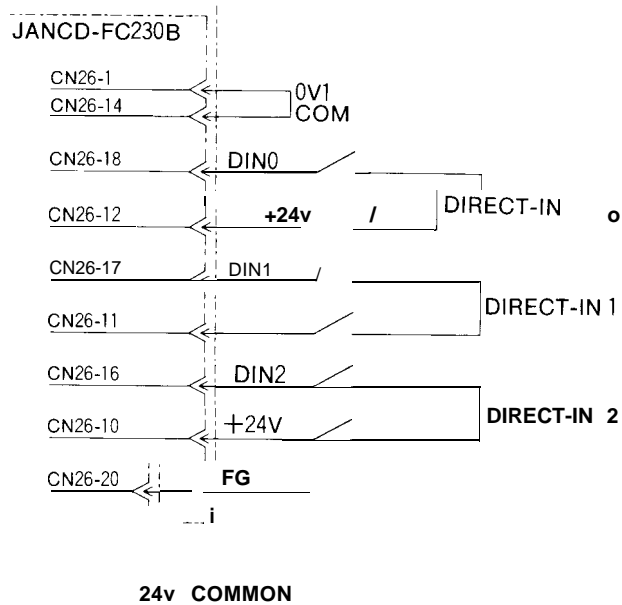 JANCD-FC230B
CN26-1
0V1
CN26-14
COM
CN26-18 DIN0
DIRECT-IN o
CN26-12 +24v /
CN26-17 DIN1
DIRECT-IN 1
CN26-11
CN26-16 DIN2
DIRECT-IN 2
CN26-10 +24V
CN26-20 FG
i
24v COMMON